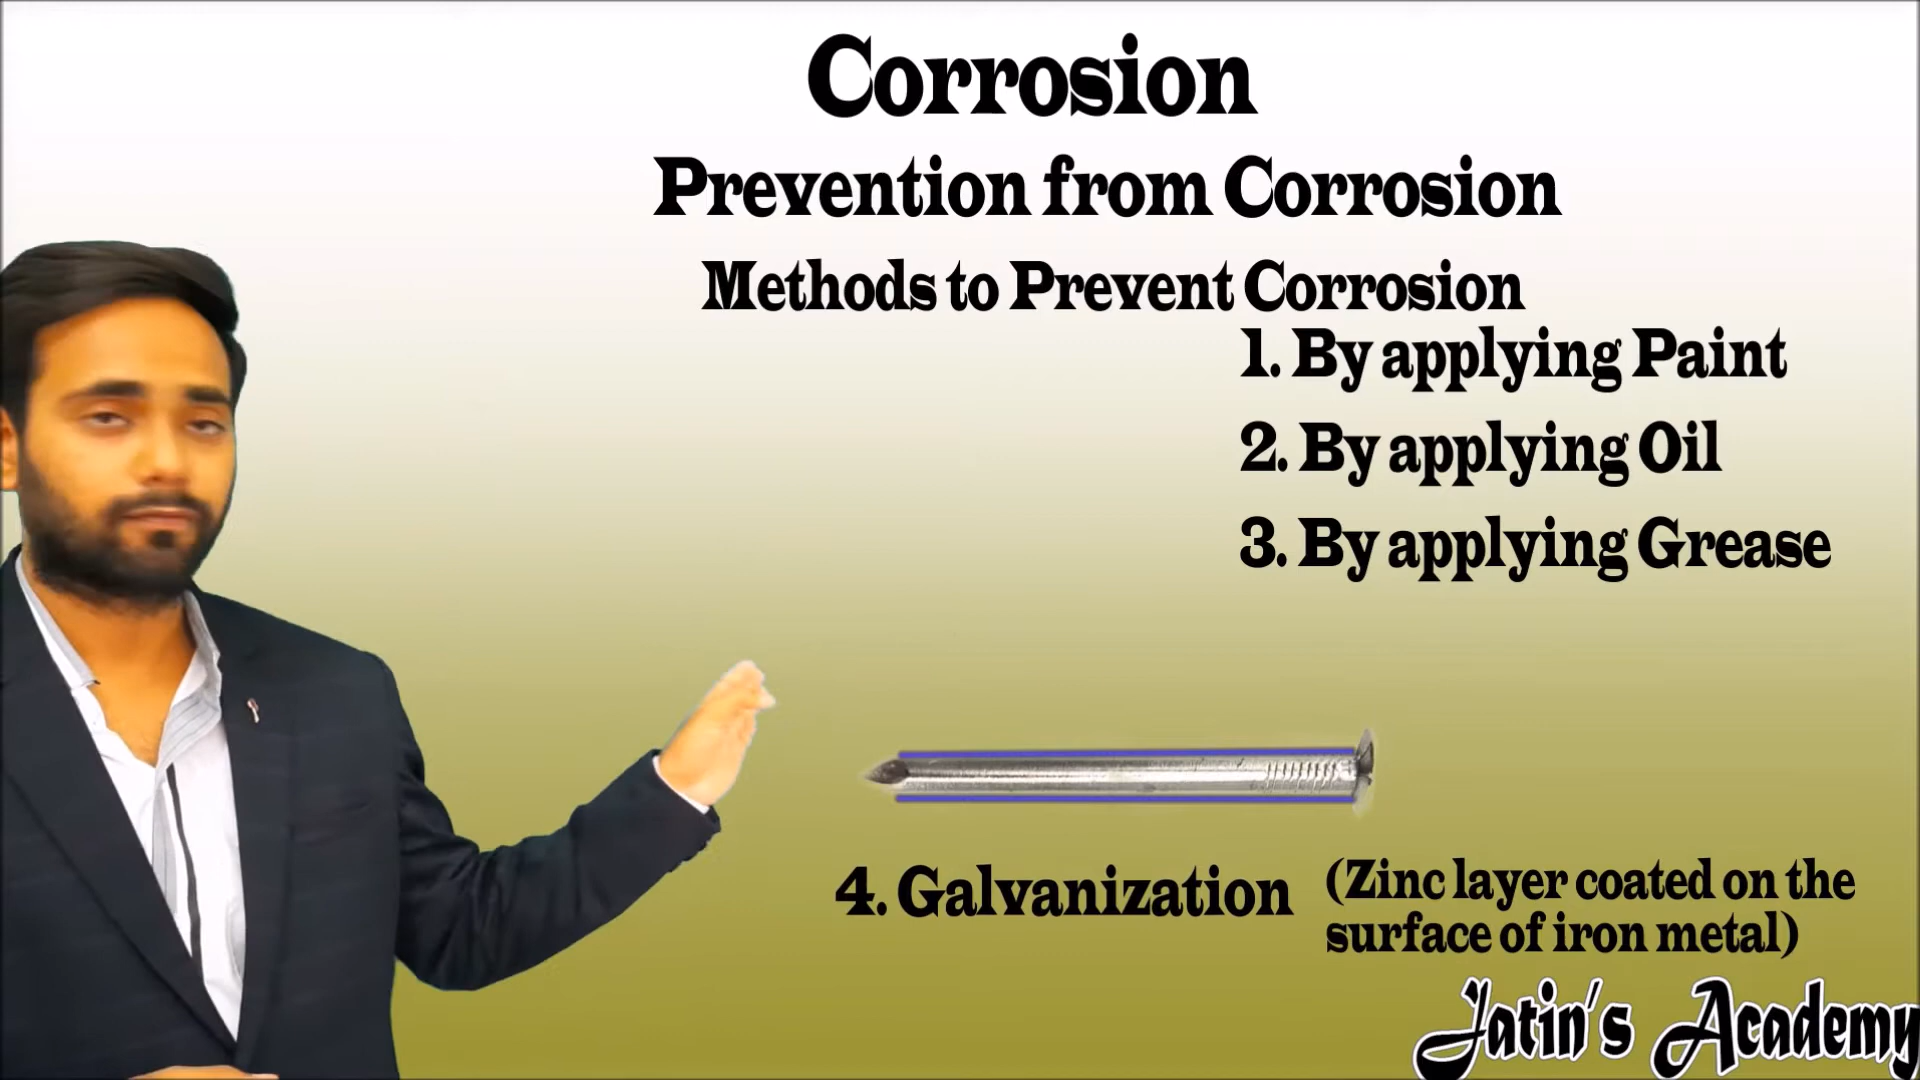 Corrosion
Prevention from Corrosion
Methods to Prevent Corrosion
1. By applying Paint
2. By applying Oil
3. By applying Grease
4. Galvanization
(Zinc layer coated on the
surface of iron metal)
Jatin's Academy